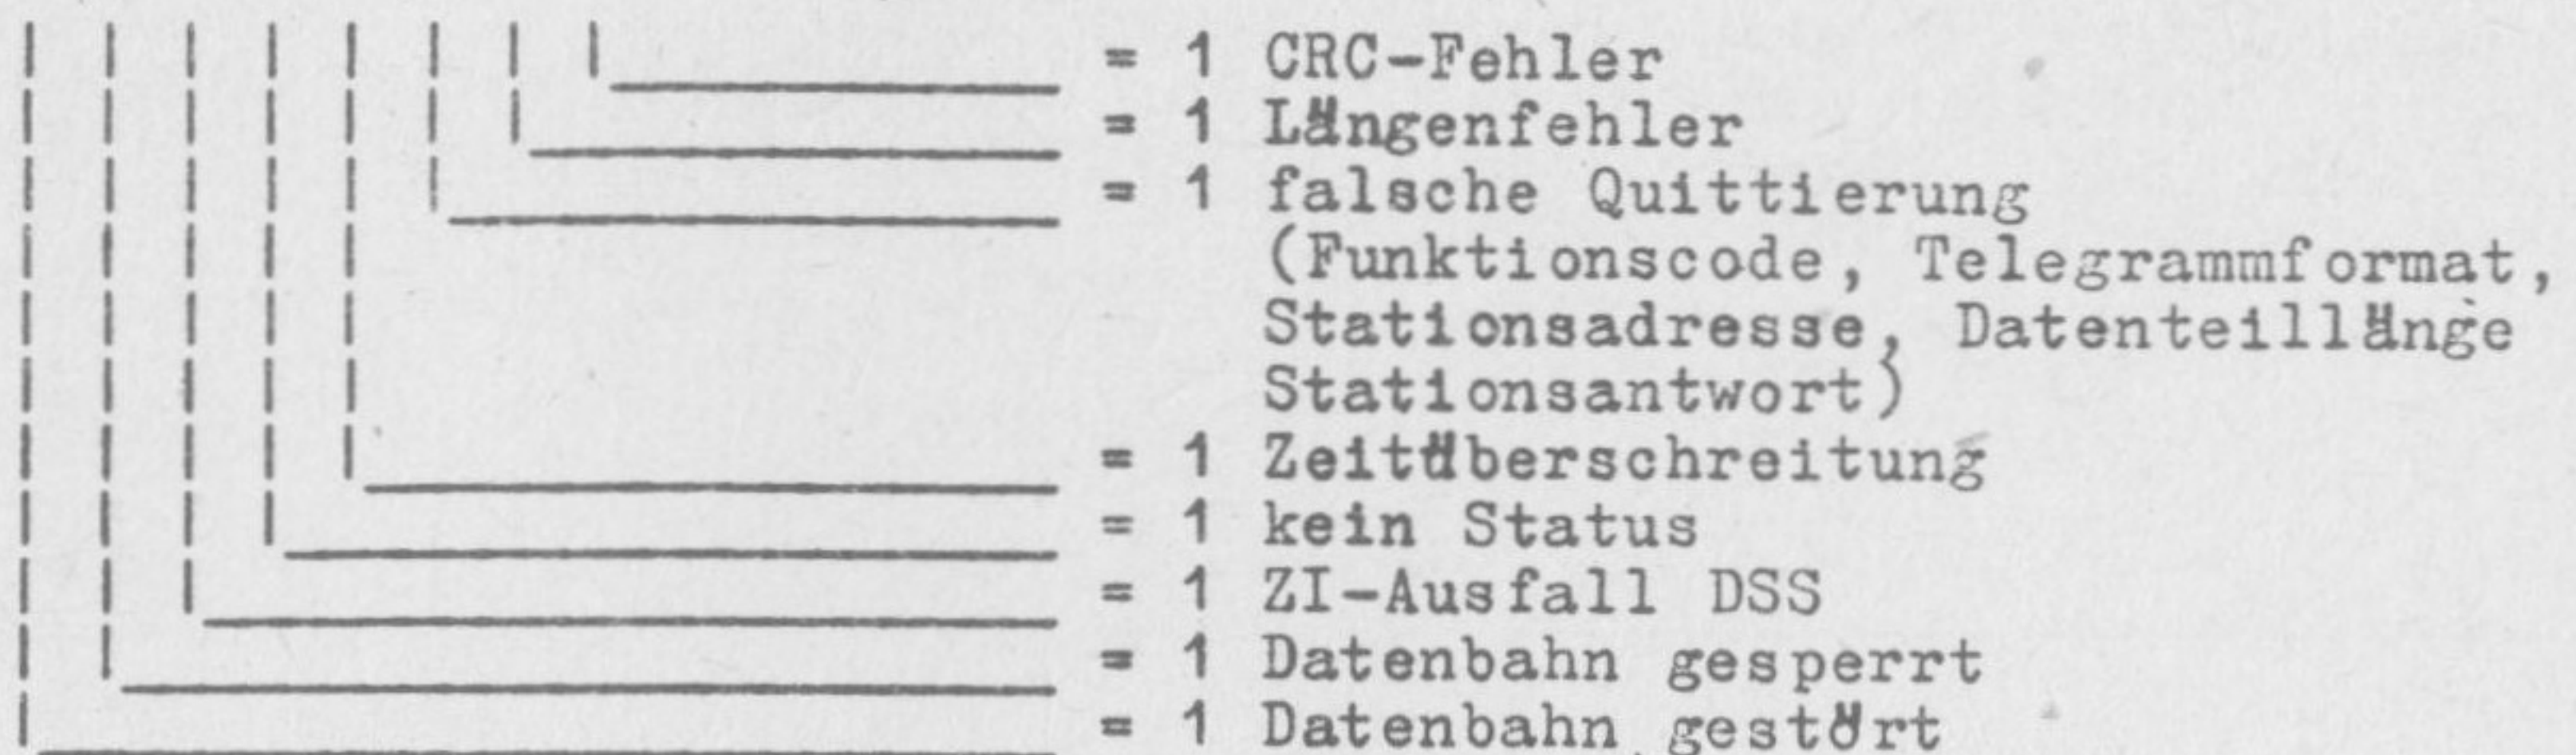 = 1 CRC-Fehler
= 1 Längenfehler
= 1 falsche Quittierung
(Funktionscode, Telegrammformat,
Stationsadresse, Datenteillänge
Stationsantwort)
= 1 Zeitüberschreitung
= 1 kein Status
= 1 ZI-Ausfall DSS
= 1 Datenbahn gesperrt
= 1 Datenbahn gestört